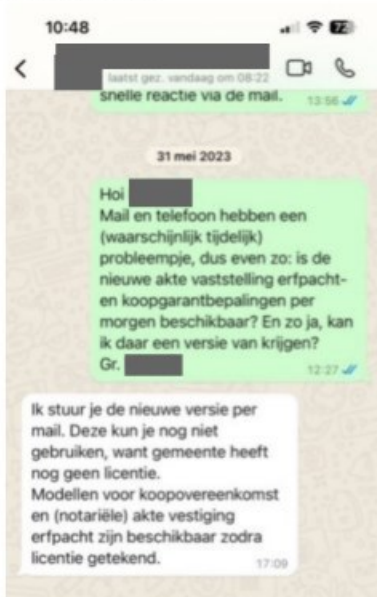 10:48
72
laatst gez. vandaag om 08:22
snelle reactie via de mail.
13:56
31 mei 2023
Hoi
Mail en telefoon hebben een
(waarschijnlijk tijdelijk)
probleempje, dus even zo: is de
nieuwe akte vaststelling erfpacht-
en koopgarantbepalingen per
morgen beschikbaar? En zo ja, kan
ik daar een versie van krijgen?
Gr.
12:27
Ik stuur je de nieuwe versie per
mail. Deze kun je nog niet
gebruiken, want gemeente heeft
nog geen licentie.
Modellen voor koopovereenkomst
en (notariële) akte vestiging
erfpacht zijn beschikbaar zodra
licentie getekend.
17:09